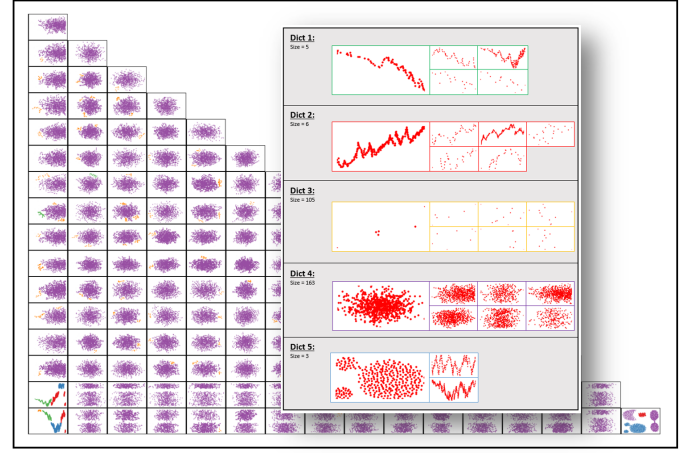 Dict 1:
Size = 5
Dict 2:
Size = 6
Dict 3:
Size = 105
Dict 4:
Size = 163
Dict 5:
Size = 3